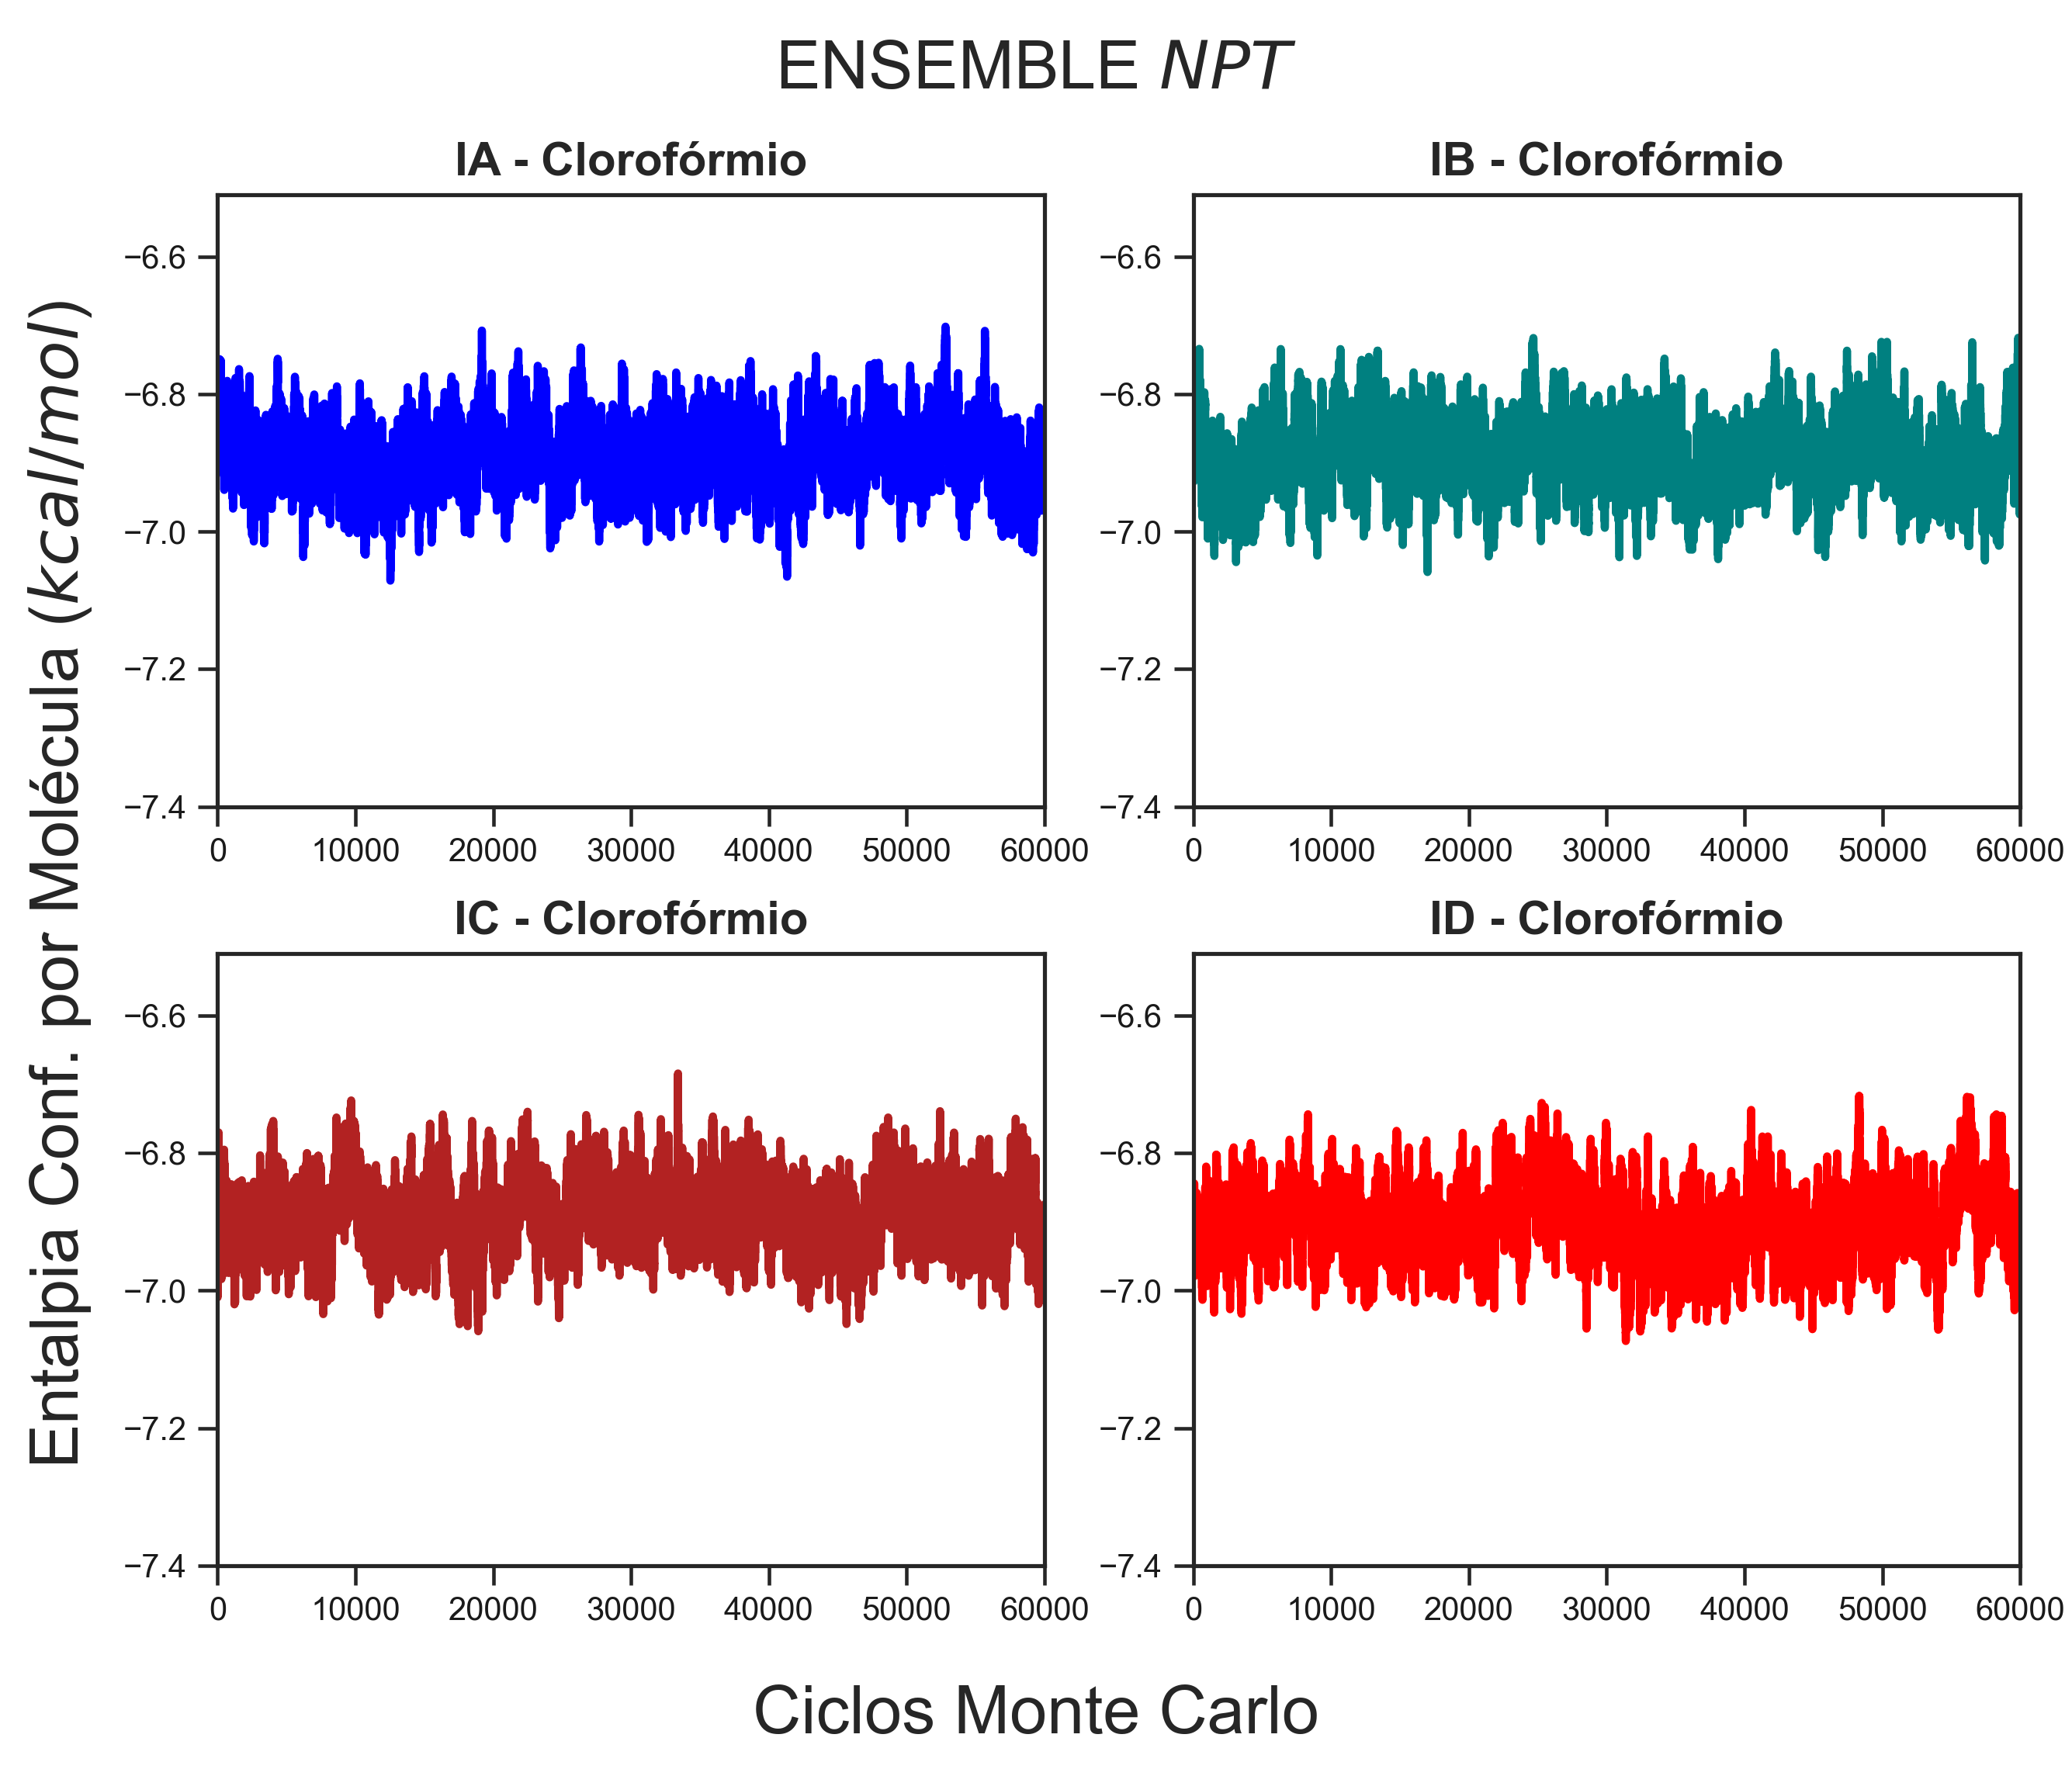 ENSEMBLE NPT
Entalpia Conf. por Molécula (kcal/mol)
IA - Clorofórmio
−6.6
−6.8
−7.0
−7.2
−7.4
0 10000 20000 30000 40000 50000 60000
IB - Clorofórmio
−6.6
−6.8
−7.0
−7.2
−7.4
0 10000 20000 30000 40000 50000 60000
IC - Clorofórmio
−6.6
−6.8
−7.0
−7.2
−7.4
0 10000 20000 30000 40000 50000 60000
ID - Clorofórmio
−6.6
−6.8
−7.0
−7.2
−7.4
0 10000 20000 30000 40000 50000 60000
Ciclos Monte Carlo